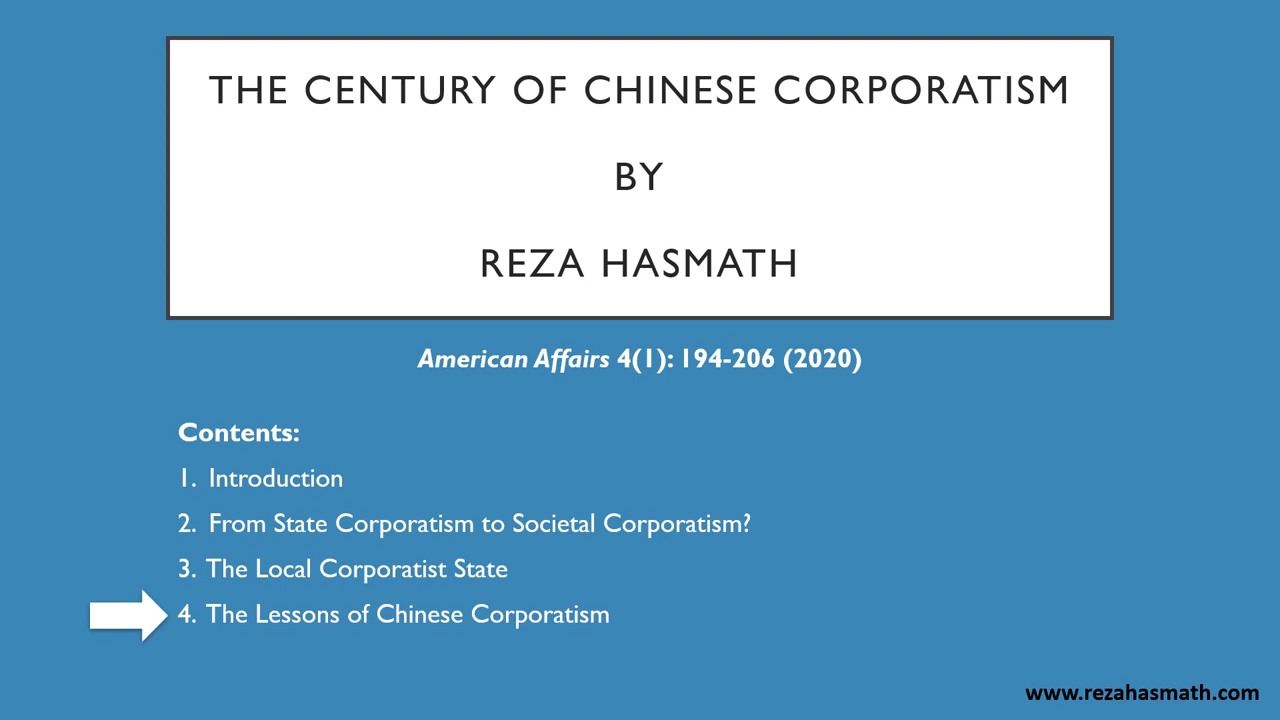 THE CENTURY OF CHINESE CORPORATISM
BY
REZA HASMATH
American Affairs 4(1): 194-206 (2020)
Contents:
1. Introduction
2. From State Corporatism to Societal Corporatism?
3. The Local Corporatist State
4. The Lessons of Chinese Corporatism
www.rezahasmath.com